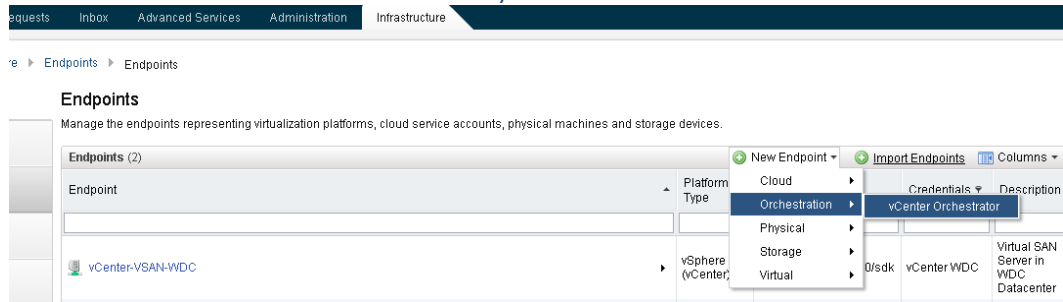 equests Inbox Advanced Services Administration Infrastructure
re Endpoints Endpoints
Endpoints
Manage the endpoints representing virtualization platforms, cloud service accounts, physical machines and storage devices.
Endpoints (2) New Endpoint Import Endpoints Columns
Endpoint Platform Type Credentials Description
Cloud
Orchestration vCenter Orchestrator
Physical
Storage
Virtual
vCenter-VSAN-WDC vSphere (vCenter) 0/sdk vCenter WDC Virtual SAN
Server in
WDC
Datacenter